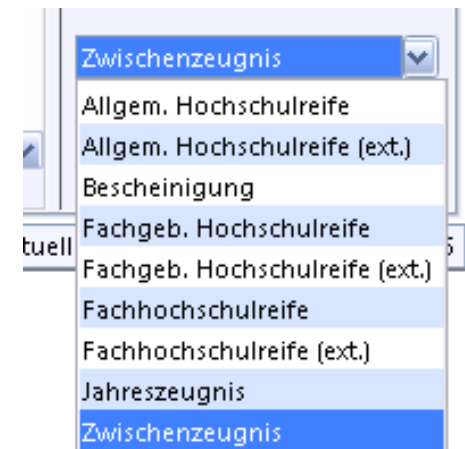 Zwischenzeugnis
Allgem. Hochschulreife
Allgem. Hochschulreife (ext.)
Bescheinigung
Fachgeb. Hochschulreife
tuell
Fachgeb. Hochschulreife (ext.)
Fachhochschulreife
Fachhochschulreife (ext.)
Jahreszeugnis
Zwischenzeugnis